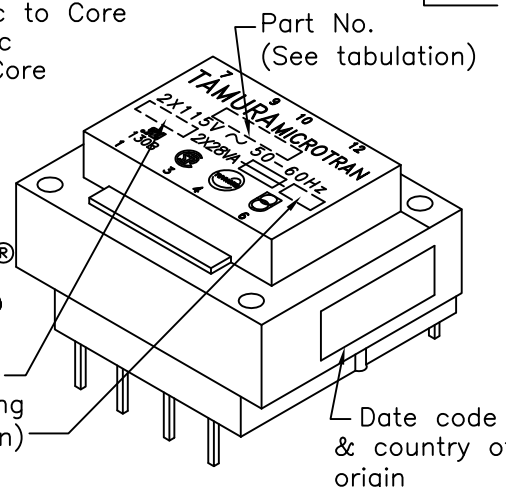 c to Core
c
Core
Part No.
(See tabulation)
7 9 10 12
TAMURA MICROTRAN
2X115V ~ 50-60Hz
130B 2X28VA
1 3 4 6
®
ng
n)
Date code
& country of
origin